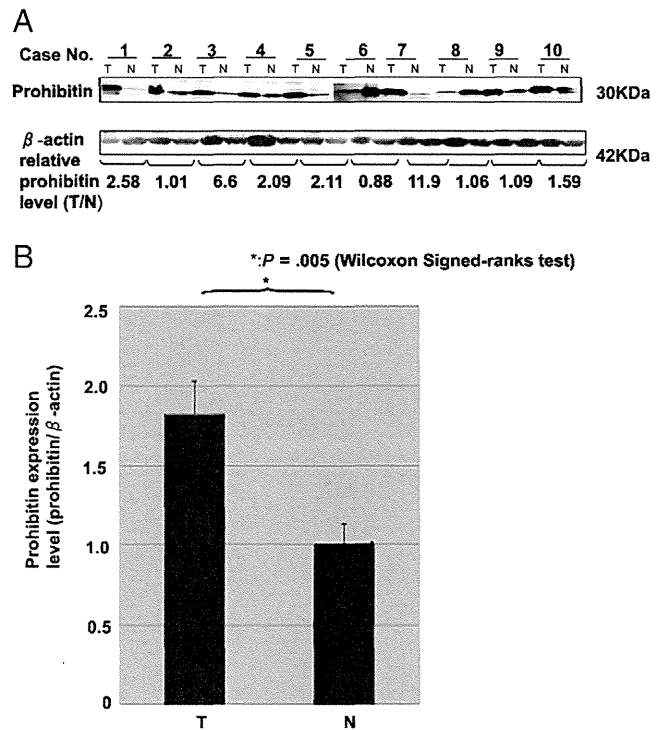 A
Case No. 1 2 3 4 5 6 7 8 9 10
T N T N T N T N T N T N T N T N T N T N
Prohibitin 30KDa
β-actin 42KDa
relative
prohibitin
level (T/N)
2.58 1.01 6.6 2.09 2.11 0.88 11.9 1.06 1.09 1.59
B
*:P = .005 (Wilcoxon Signed-ranks test)
*
Prohibitin expression
level (prohibitin/β-actin)
2.5
2.0
1.5
1.0
0.5
0
T N